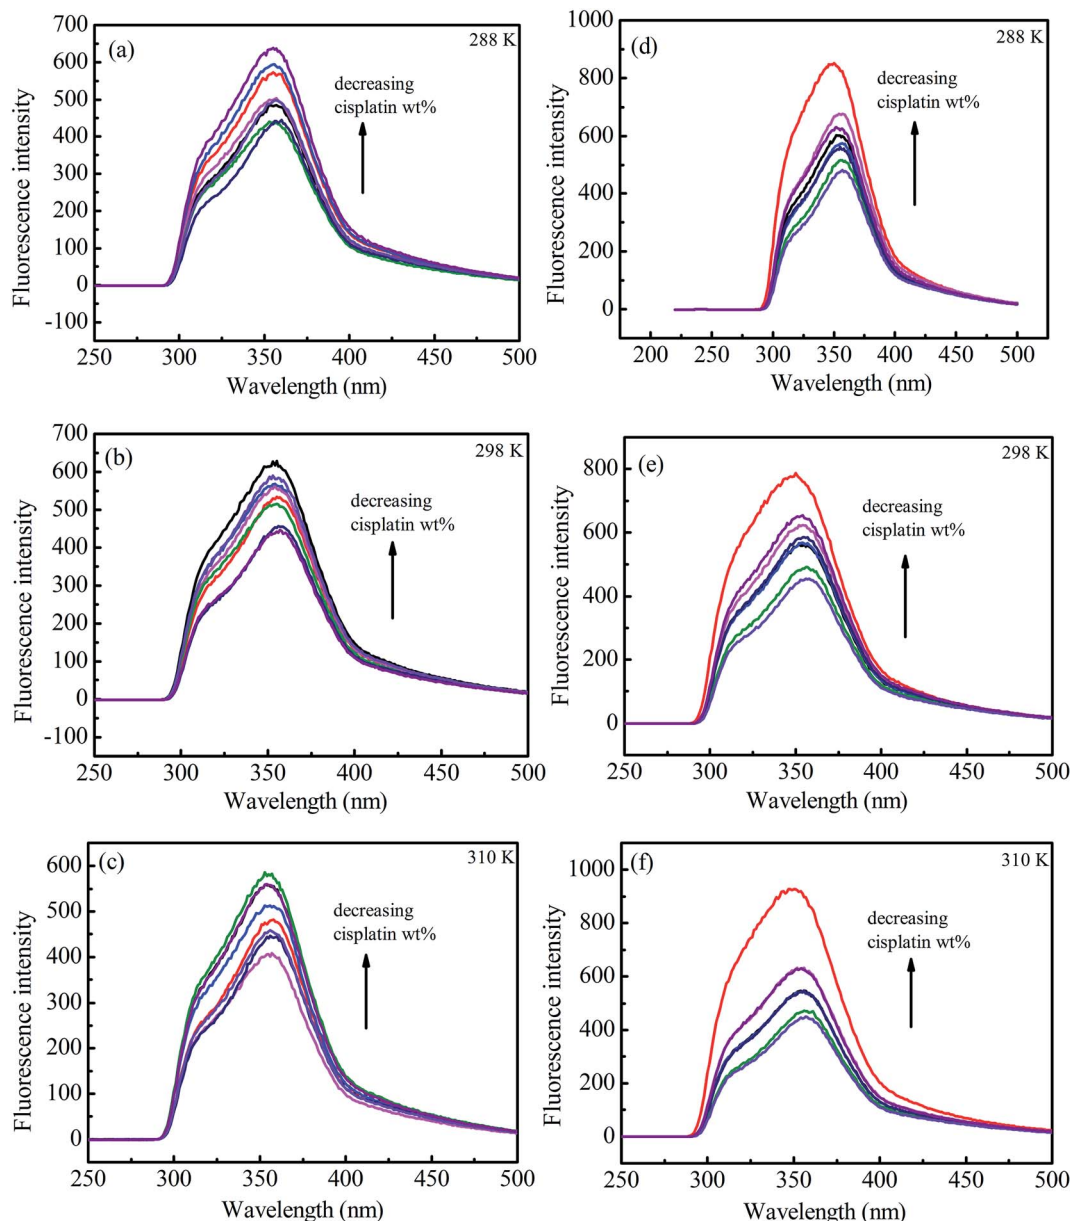 (a)
288 K
decreasing
cisplatin wt%
Fluorescence intensity
700
600
500
400
300
200
100
0
-100
250 300 350 400 450 500
Wavelength (nm)
(d)
288 K
decreasing
cisplatin wt%
Fluorescence intensity
1000
800
600
400
200
0
200 250 300 350 400 450 500
Wavelength (nm)
(b)
298 K
decreasing
cisplatin wt%
Fluorescence intensity
700
600
500
400
300
200
100
0
-100
250 300 350 400 450 500
Wavelength (nm)
(e)
298 K
decreasing
cisplatin wt%
Fluorescence intensity
800
600
400
200
0
250 300 350 400 450 500
Wavelength (nm)
(c)
310 K
decreasing
cisplatin wt%
Fluorescence intensity
600
500
400
300
200
100
0
250 300 350 400 450 500
Wavelength (nm)
(f)
310 K
decreasing
cisplatin wt%
Fluorescence intensity
1000
800
600
400
200
0
250 300 350 400 450 500
Wavelength (nm)